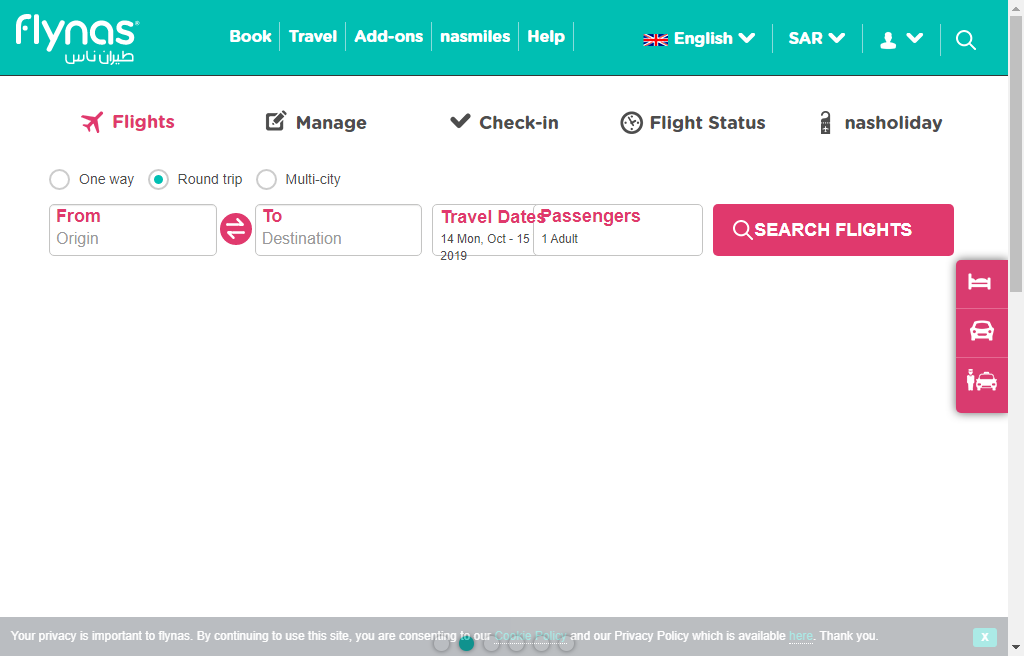 flynas
طيران ناس
Book Travel Add-ons nasmiles Help
English SAR
Flights Manage Check-in Flight Status nasholiday
One way Round trip Multi-city
From To Travel Dates Passengers
Origin Destination 14 Mon, Oct - 15 1 Adult
2019
SEARCH FLIGHTS
Your privacy is important to flynas. By continuing to use this site, you are consenting to our Cookie Policy and our Privacy Policy which is available here. Thank you.
X